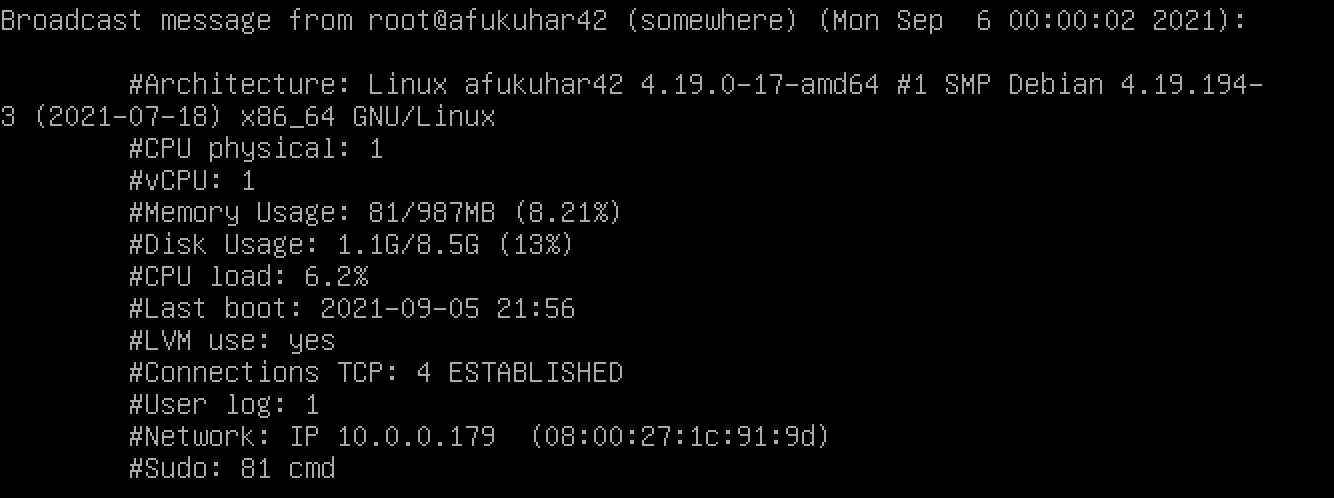 Broadcast message from root@afukuhar42 (somewhere) (Mon Sep  6 00:00:02 2021):
#Architecture: Linux afukuhar42 4.19.0-17-amd64 #1 SMP Debian 4.19.194-
3 (2021-07-18) x86_64 GNU/Linux
#CPU physical: 1
#vCPU: 1
#Memory Usage: 81/987MB (8.21%)
#Disk Usage: 1.1G/8.5G (13%)
#CPU load: 6.2%
#Last boot: 2021-09-05 21:56
#LVM use: yes
#Connections TCP: 4 ESTABLISHED
#User log: 1
#Network: IP 10.0.0.179  (08:00:27:1c:91:9d)
#Sudo: 81 cmd